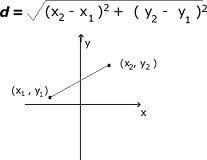 d = √(x₂ - x₁ )² + ( y₂ - y₁ )²
y
(x₂, y₂ )
(x₁ , y₁)
x